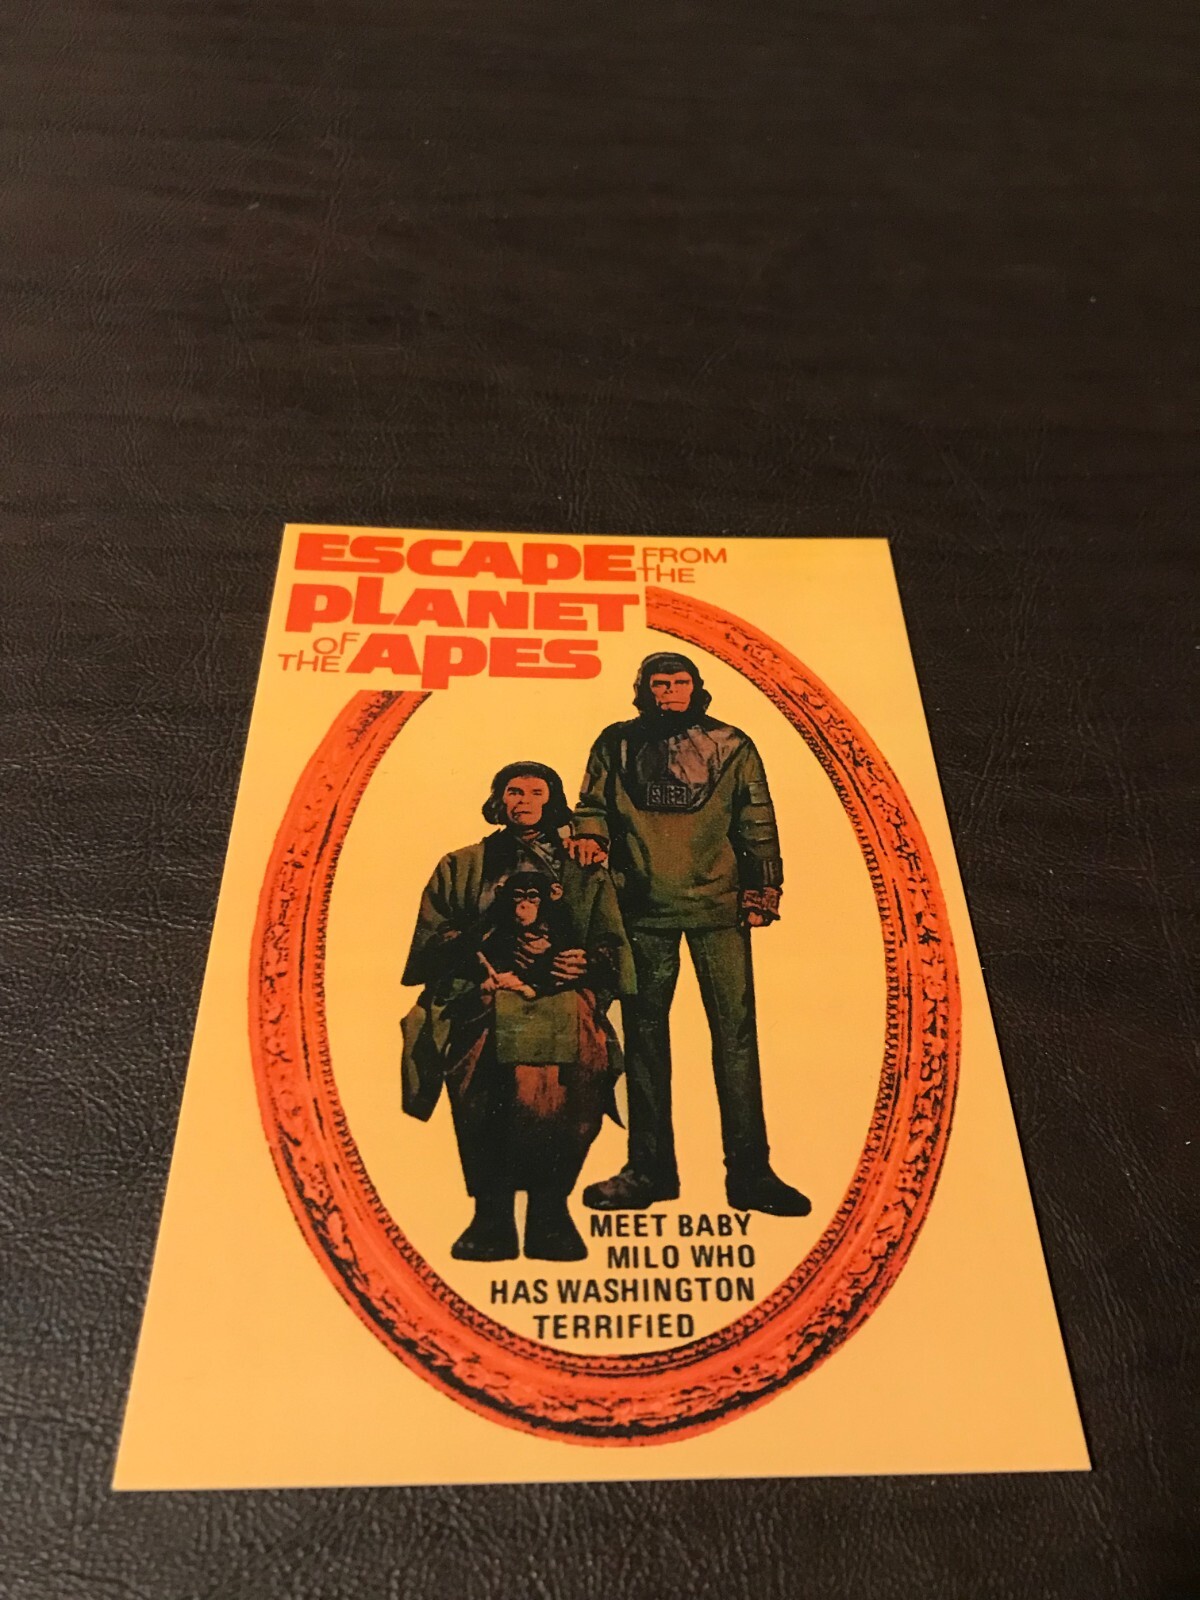 ESCAPE FROM
THE
PLANET
OF
THE APES
MEET BABY
MILO WHO
HAS WASHINGTON
TERRIFIED